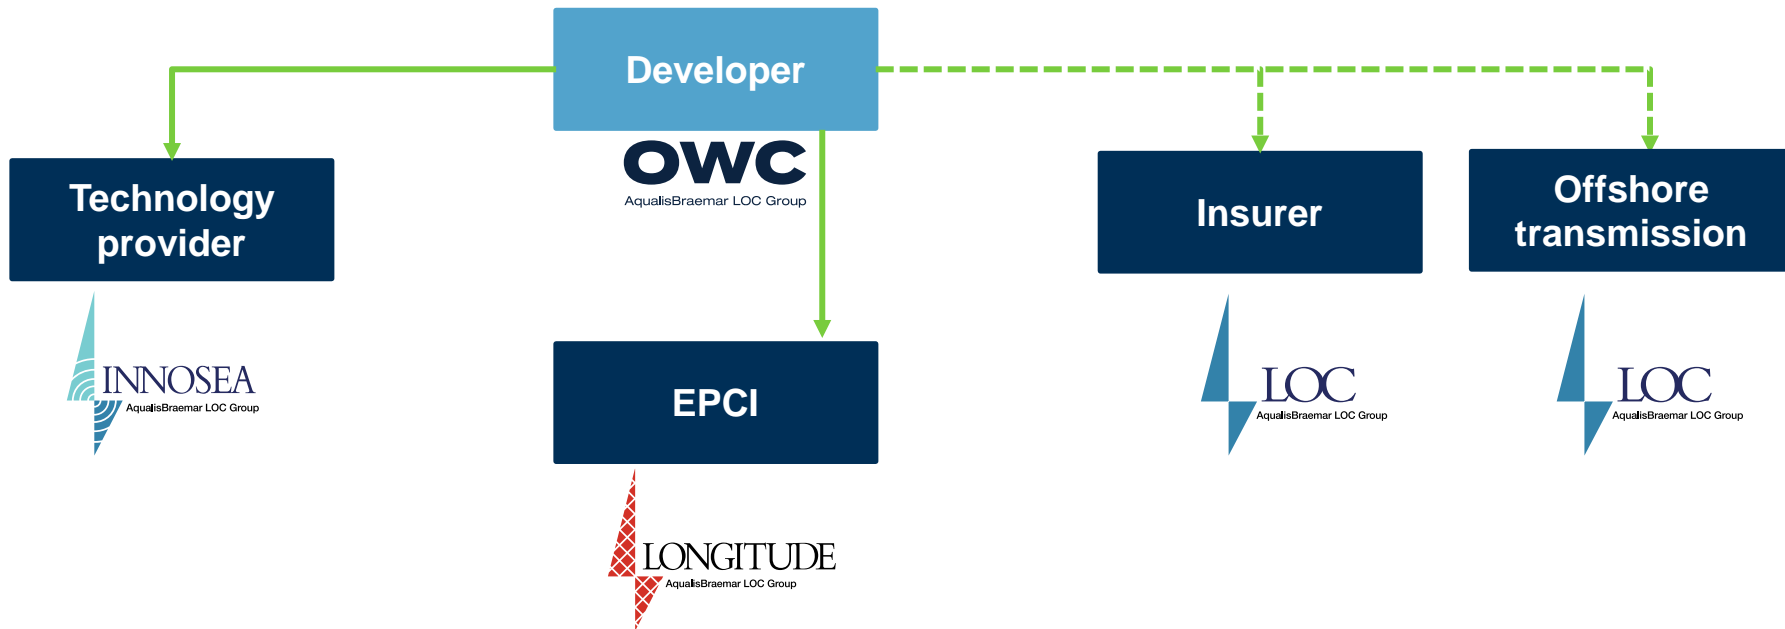 Developer
OWC
AqualisBraemar LOC Group
Technology
provider
INNOSEA
AqualisBraemar LOC Group
EPCI
LONGITUDE
AqualisBraemar LOC Group
Insurer
LOC
AqualisBraemar LOC Group
Offshore
transmission
LOC
AqualisBraemar LOC Group